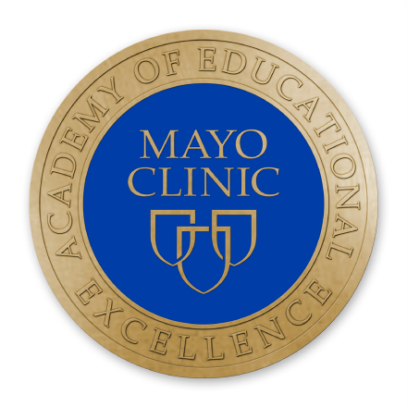 ACADEMY OF EDUCATIONAL
EXCELLENCE
MAYO
CLINIC